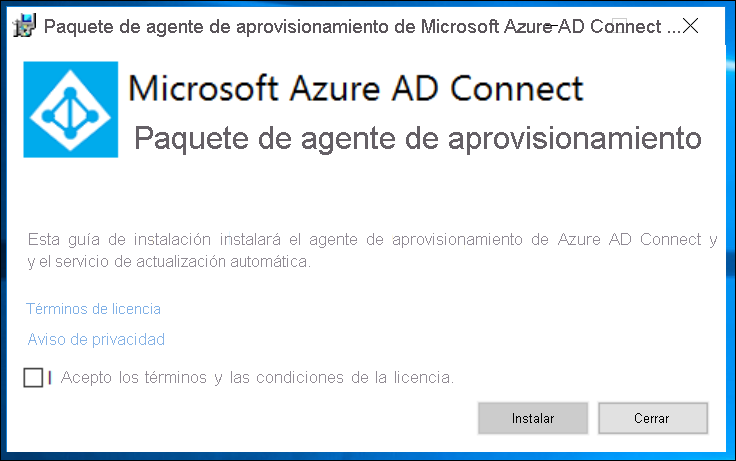 Paquete de agente de aprovisionamiento de Microsoft Azure AD Connect ...
Microsoft Azure AD Connect
Paquete de agente de aprovisionamiento
Esta guía de instalación instalará el agente de aprovisionamiento de Azure AD Connect y
y el servicio de actualización automática.
Términos de licencia
Aviso de privacidad
I Acepto los términos y las condiciones de la licencia.
Instalar
Cerrar